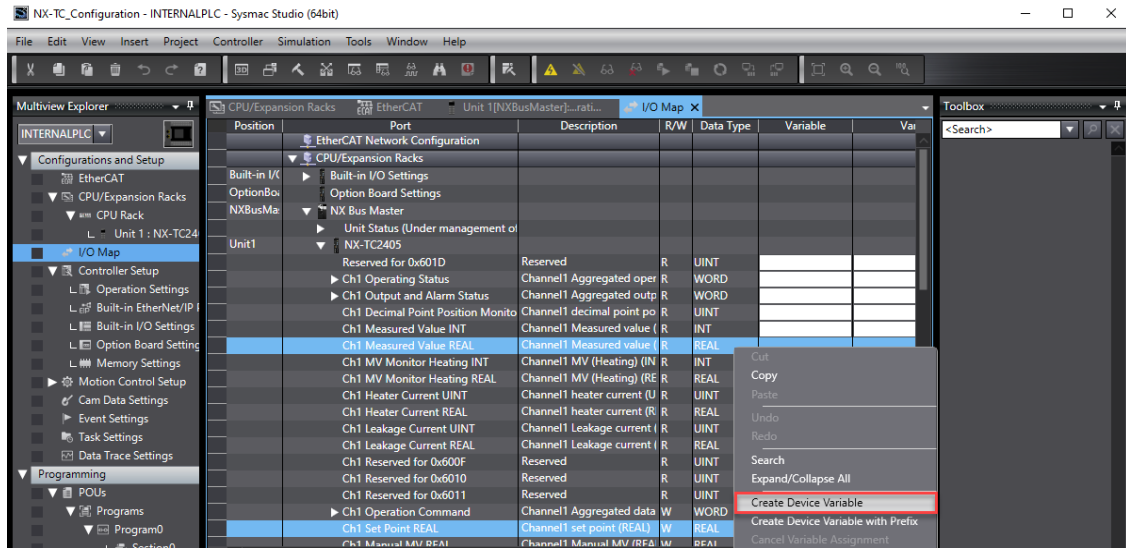 NX-TC_Configuration - INTERNALPLC - Sysmac Studio (64bit)
File Edit View Insert Project Controller Simulation Tools Window Help
Multiview Explorer
INTERNALPLC
Configurations and Setup
EtherCAT
CPU/Expansion Racks
CPU Rack
Unit 1 : NX-TC24
I/O Map
Controller Setup
Operation Settings
Built-in EtherNet/IP
Built-in I/O Settings
Option Board Setting
Memory Settings
Motion Control Setup
Cam Data Settings
Event Settings
Task Settings
Data Trace Settings
Programming
POUs
Programs
Program0
Section0
CPU/Expansion Racks EtherCAT Unit 1[NXBusMaster]:...rati... I/O Map
Position Port Description R/W Data Type Variable Var
EtherCAT Network Configuration
CPU/Expansion Racks
Built-in I/ Built-in I/O Settings
OptionBo Option Board Settings
NXBusMa NX Bus Master
Unit Status (Under management of
Unit1 NX-TC2405
Reserved for 0x601D Reserved R UINT
Ch1 Operating Status Channel1 Aggregated oper R WORD
Ch1 Output and Alarm Status Channel1 Aggregated outp R WORD
Ch1 Decimal Point Position Monito Channel1 decimal point po R UINT
Ch1 Measured Value INT Channel1 Measured value ( R INT
Ch1 Measured Value REAL Channel1 Measured value ( R REAL
Ch1 MV Monitor Heating INT Channel1 MV (Heating) (IN R INT
Ch1 MV Monitor Heating REAL Channel1 MV (Heating) (RE R REAL
Ch1 Heater Current UINT Channel1 heater current (U R UINT
Ch1 Heater Current REAL Channel1 heater current (R R REAL
Ch1 Leakage Current UINT Channel1 Leakage current ( R UINT
Ch1 Leakage Current REAL Channel1 Leakage current ( R REAL
Ch1 Reserved for 0x600F Reserved R UINT
Ch1 Reserved for 0x6010 Reserved R UINT
Ch1 Reserved for 0x6011 Reserved R UINT
Ch1 Operation Command Channel1 Aggregated data W WORD
Ch1 Set Point REAL Channel1 set point (REAL) W REAL
Ch1 Manual MV REAL Channel1 Manual MV (REAL W REAL
Cut
Copy
Paste
Undo
Redo
Search
Expand/Collapse All
Create Device Variable
Create Device Variable with Prefix
Cancel Variable Assignment
Toolbox
<Search>